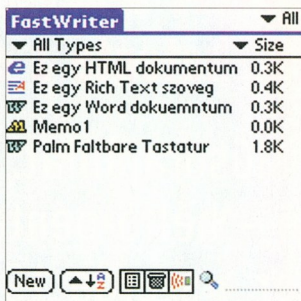 FastWriter All
All Types Size
Ez egy HTML dokumentum 0.3K
Ez egy Rich Text szoveg 0.4K
Ez egy Word dokuemntum 0.3K
Memo1 0.0K
Palm Faltbare Tastatur 1.8K
New